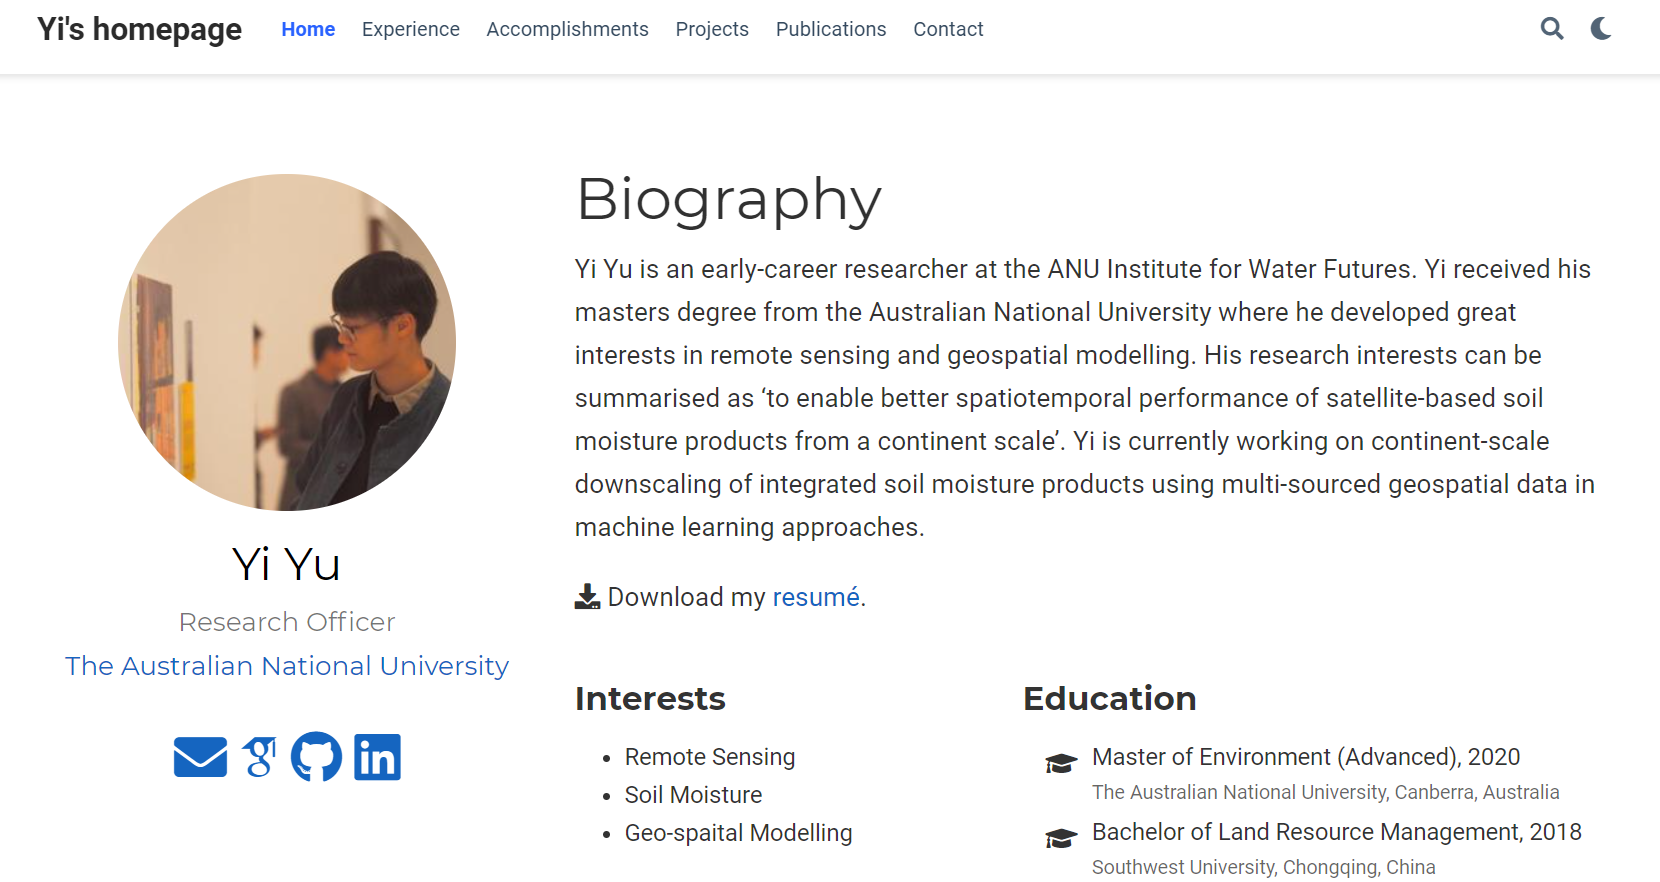 Yi's homepage Home Experience Accomplishments Projects Publications Contact
Biography
Yi Yu is an early-career researcher at the ANU Institute for Water Futures. Yi received his
masters degree from the Australian National University where he developed great
interests in remote sensing and geospatial modelling. His research interests can be
summarised as ‘to enable better spatiotemporal performance of satellite-based soil
moisture products from a continent scale’. Yi is currently working on continent-scale
downscaling of integrated soil moisture products using multi-sourced geospatial data in
machine learning approaches.
Download my resumé.
Yi Yu
Research Officer
The Australian National University
Interests
Remote Sensing
Soil Moisture
Geo-spaital Modelling
Education
Master of Environment (Advanced), 2020
The Australian National University, Canberra, Australia
Bachelor of Land Resource Management, 2018
Southwest University, Chongqing, China